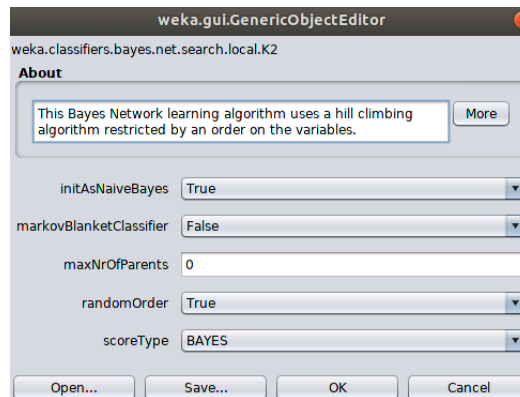 weka.gui.GenericObjectEditor
weka.classifiers.bayes.net.search.local.K2
About
This Bayes Network learning algorithm uses a hill climbing
algorithm restricted by an order on the variables.
More
initAsNaiveBayes True
markovBlanketClassifier False
maxNrOfParents 0
randomOrder True
scoreType BAYES
Open... Save... OK Cancel